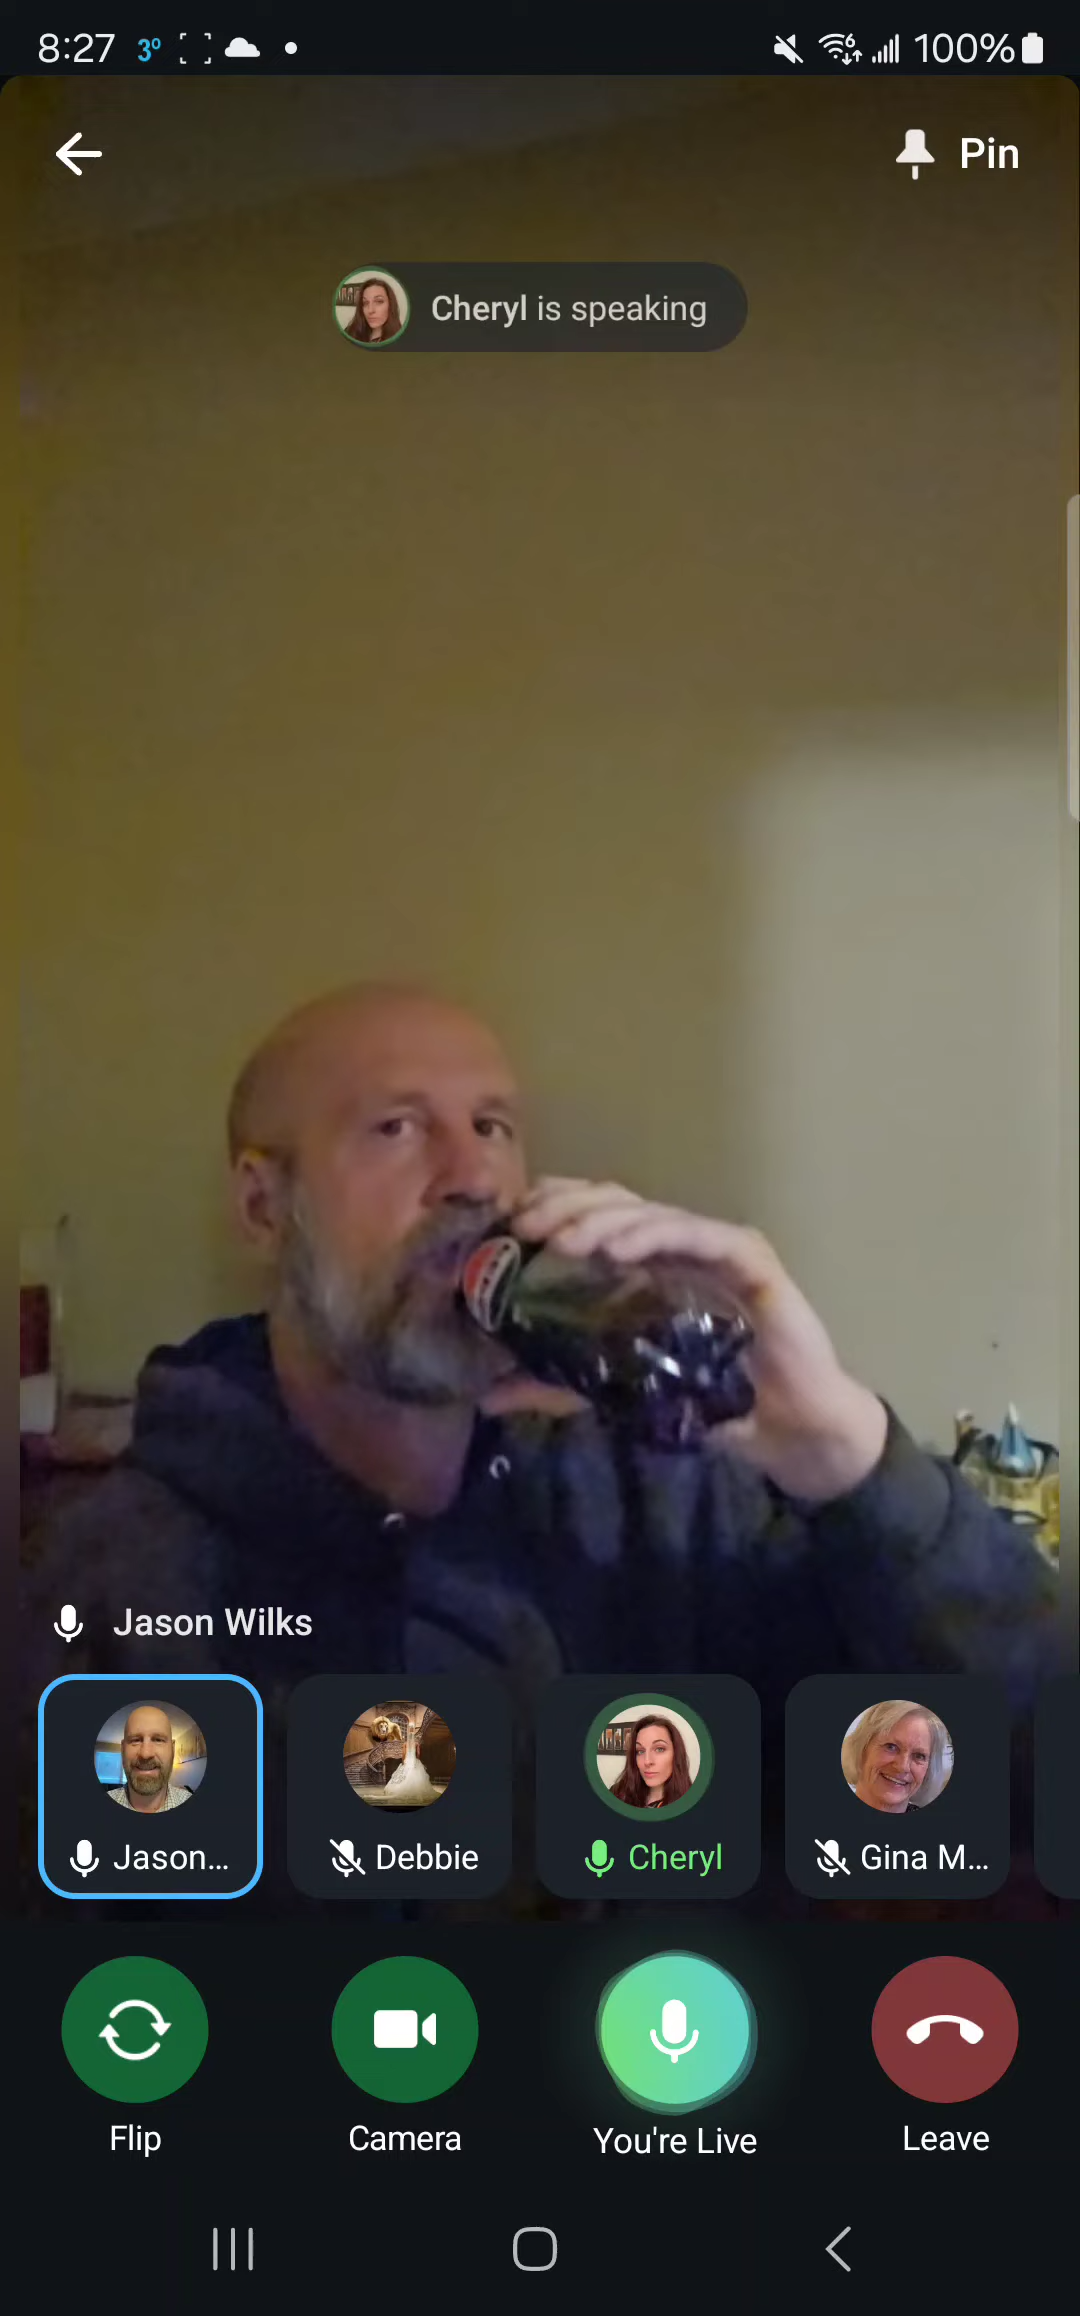 8:27 3° 100%
Pin
Cheryl is speaking
Jason Wilks
Jason... Debbie Cheryl Gina M...
Flip Camera You're Live Leave